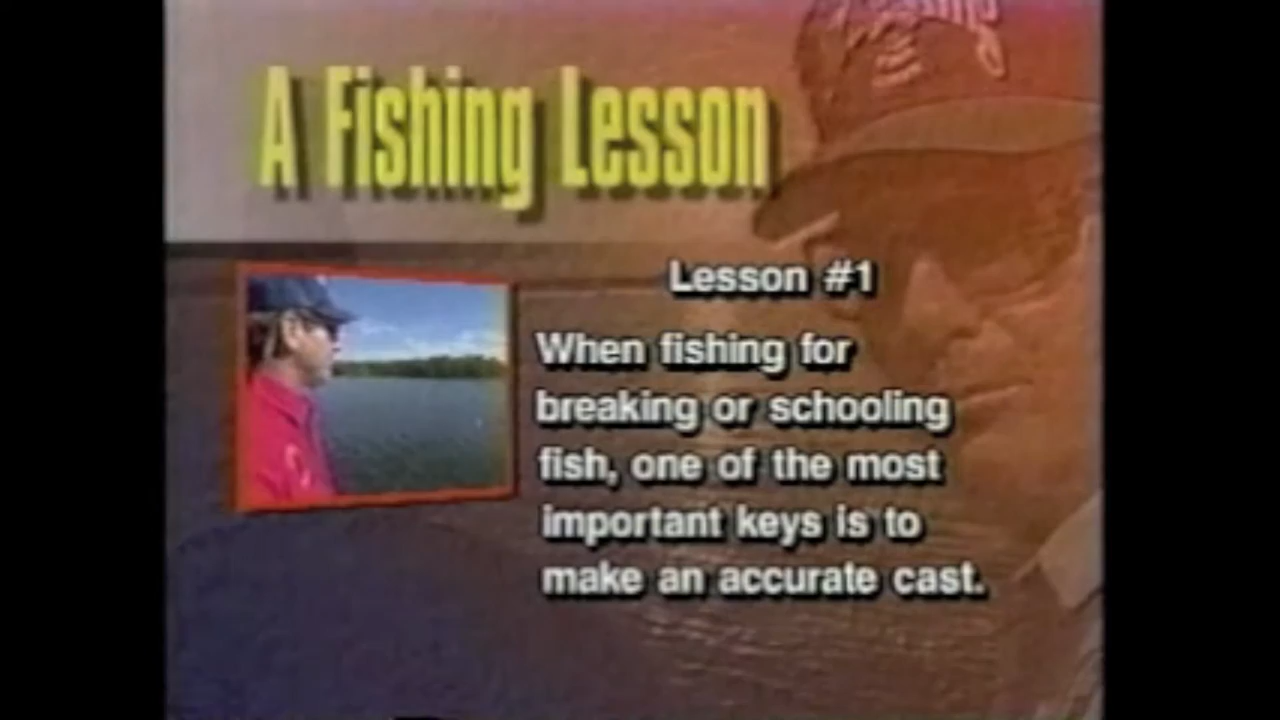 A Fishing Lesson
Lesson #1
When fishing for
breaking or schooling
fish, one of the most
important keys is to
make an accurate cast.